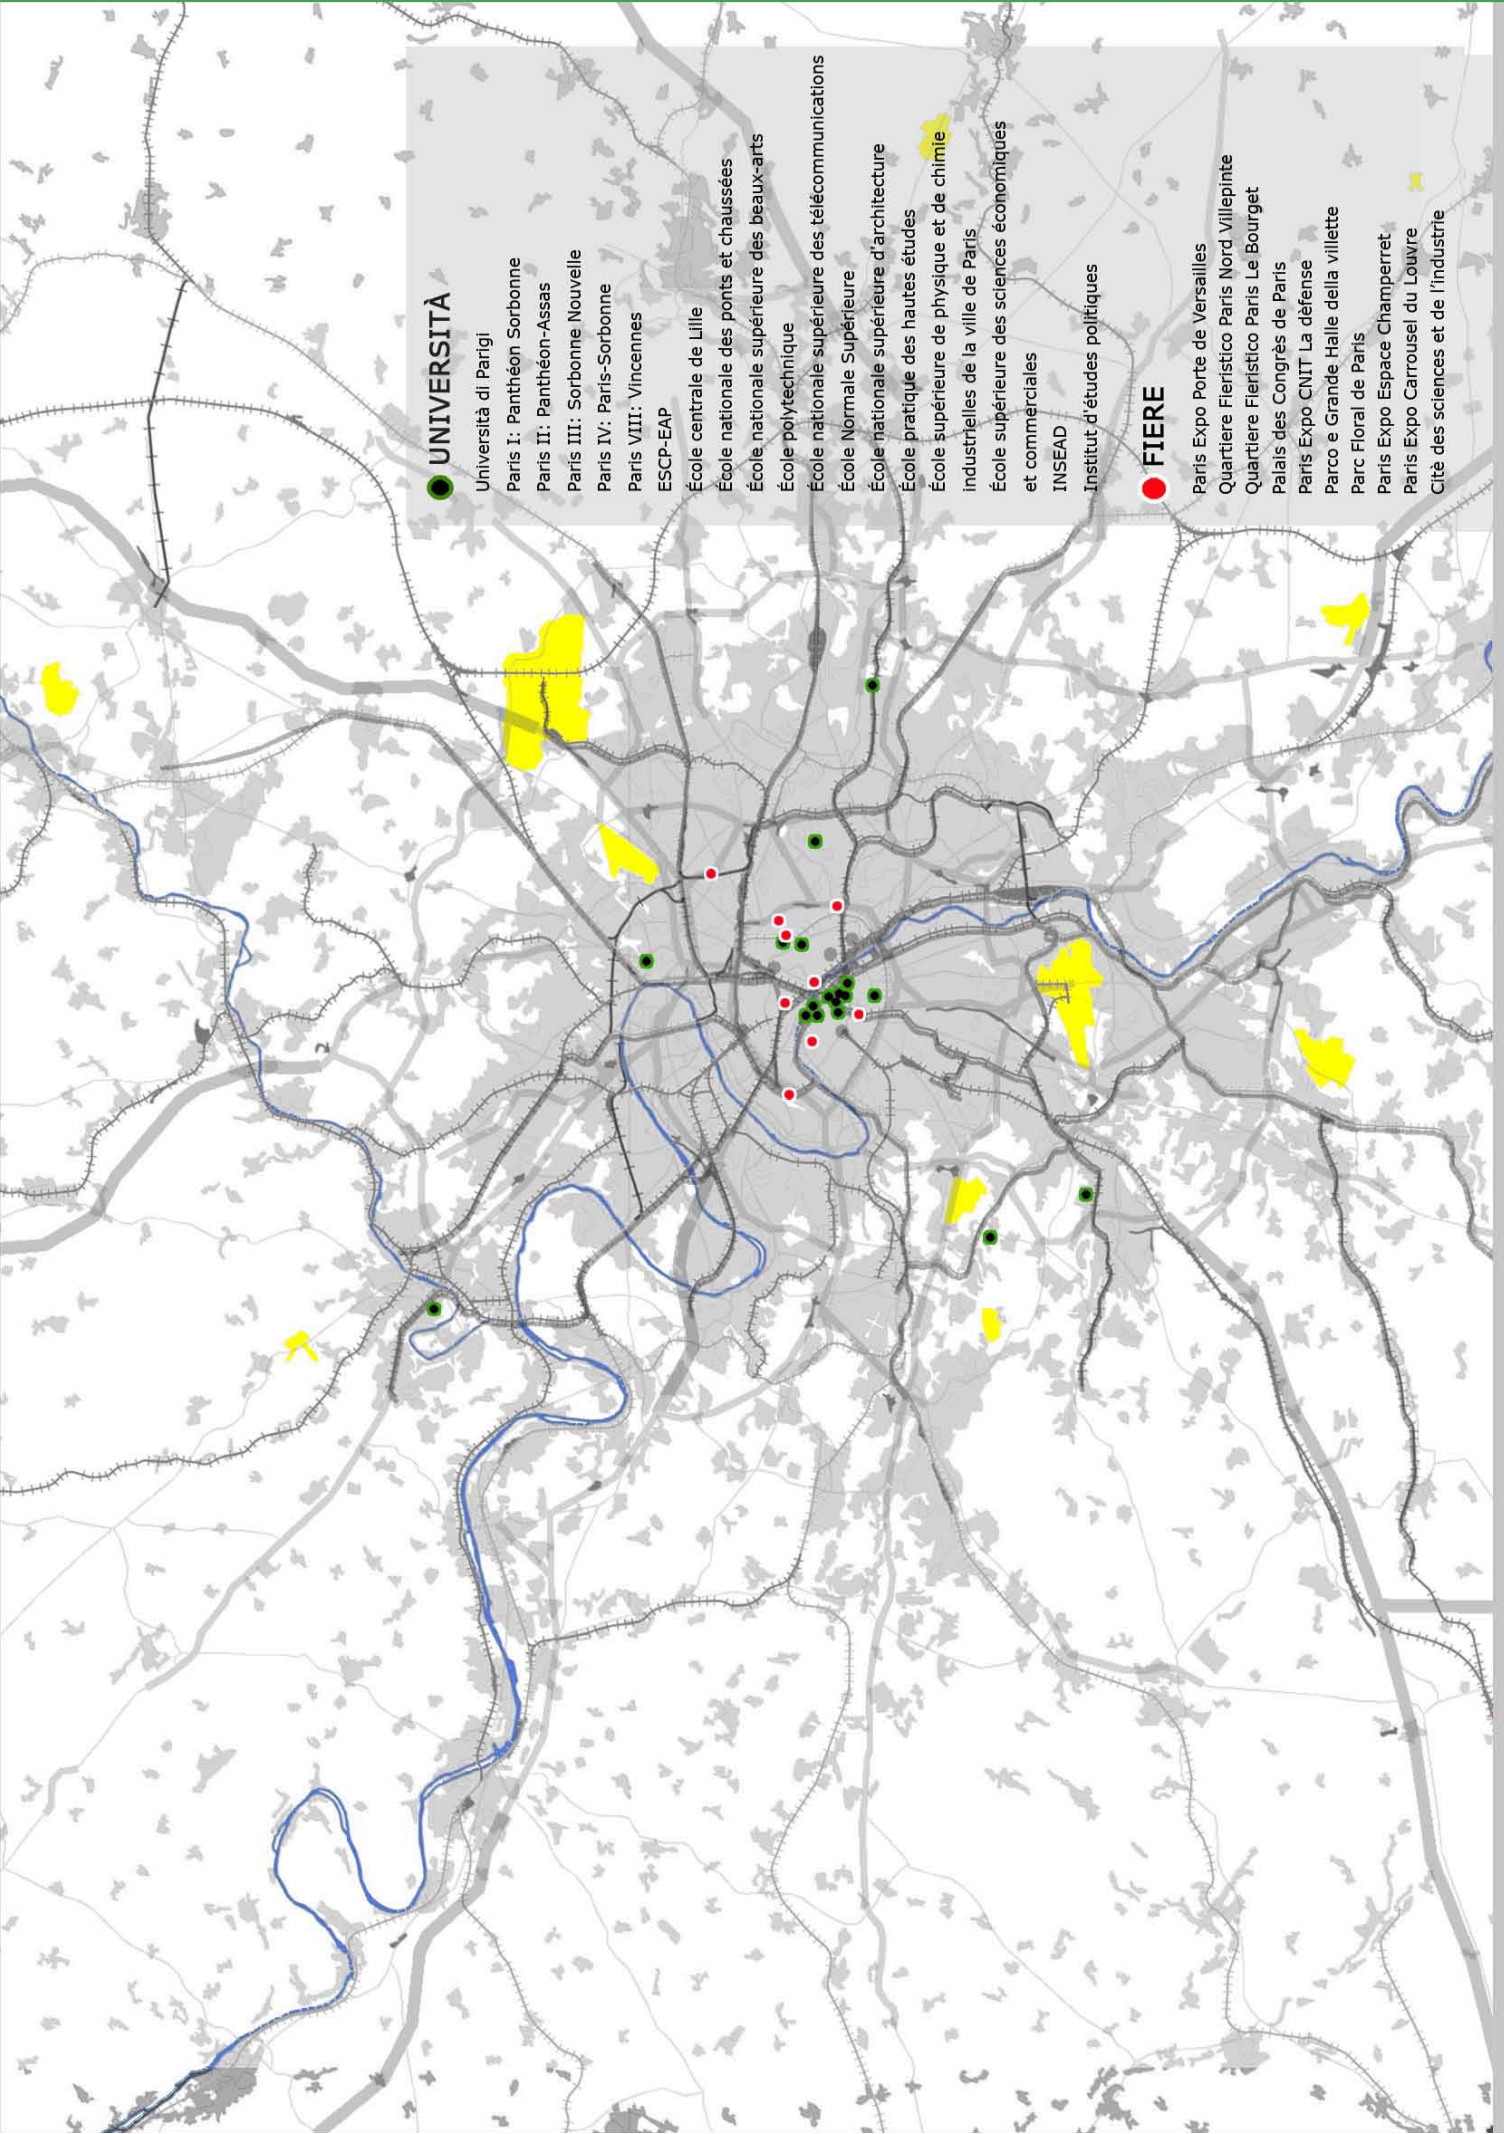 UNIVERSITÀ
Università di Parigi
Paris I: Panthéon Sorbonne
Paris II: Panthéon-Assas
Paris III: Sorbonne Nouvelle
Paris IV: Paris-Sorbonne
Paris VIII: Vincennes
ESCP-EAP
École centrale de Lille
École nationale des ponts et chaussées
École nationale supérieure des beaux-arts
École polytechnique
École nationale supérieure des télécommunications
École Normale Supérieure
École nationale supérieure d'architecture
École pratique des hautes études
École supérieure de physique et de chimie
industrielles de la ville de Paris
École supérieure des sciences économiques
et commerciales
INSEAD
Institut d'études politiques
FIERE
Paris Expo Porte de Versailles
Quartiere Fieristico Paris Nord Villepinte
Quartiere Fieristico Paris Le Bourget
Palais des Congrès de Paris
Paris Expo CNIT La dèfense
Parco e Grande Halle della villette
Parc Floral de Paris
Paris Expo Espace Champerret
Paris Expo Carrousel du Louvre
Citè des sciences et de l'industrie